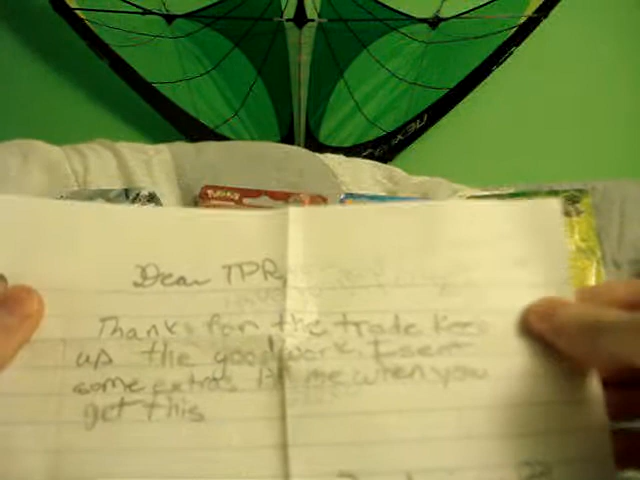 Pokémon
Dear TPR,
Thanks for the trade keep
up the good work. I sent
some extras. PM me when you
get this